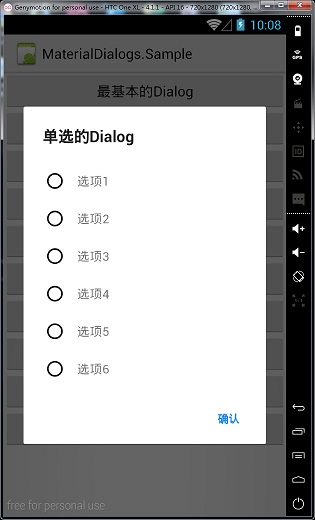 Genymotion for personal use - HTC One XL - 4.1.1 - API 16 - 720x1280 (720x1280,
10:08
MaterialDialogs.Sample
最基本的Dialog
单选的Dialog
选项1
选项2
选项3
选项4
选项5
选项6
确认
free for personal use
GPS
ID